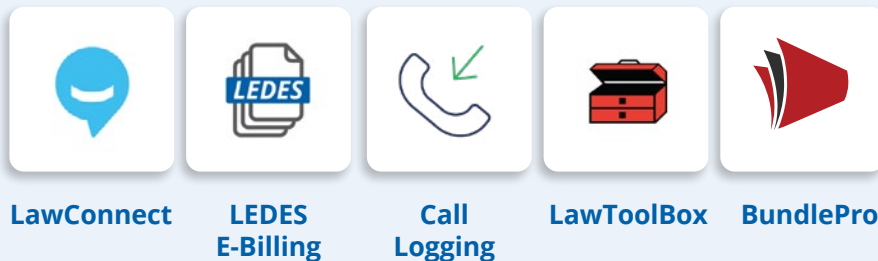 LEDES
LawConnect
LEDES
E-Billing
Call
Logging
LawToolBox
BundlePro